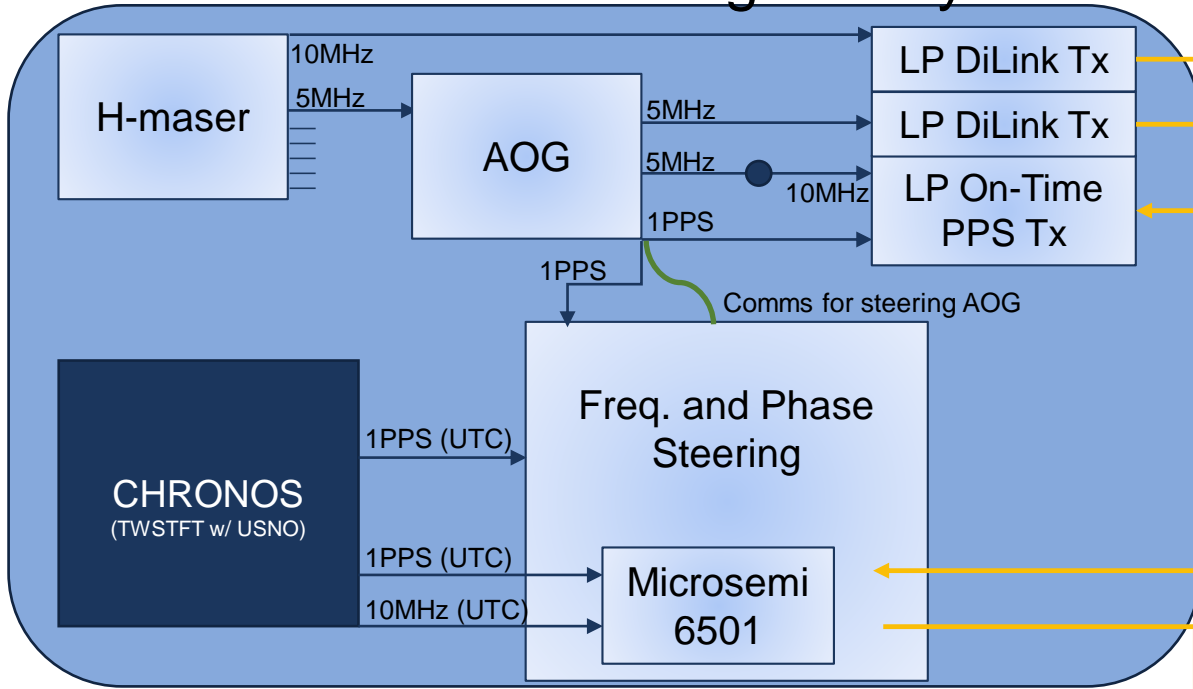 10MHz
LP DiLink Tx
H-maser
5MHz
AOG
5MHz
LP DiLink Tx
5MHz
10MHz
LP On-Time
PPS Tx
1PPS
1PPS
Comms for steering AOG
Freq. and Phase
Steering
1PPS (UTC)
CHRONOS
(TWSTFT w/ USNO)
1PPS (UTC)
10MHz (UTC)
Microsemi
6501